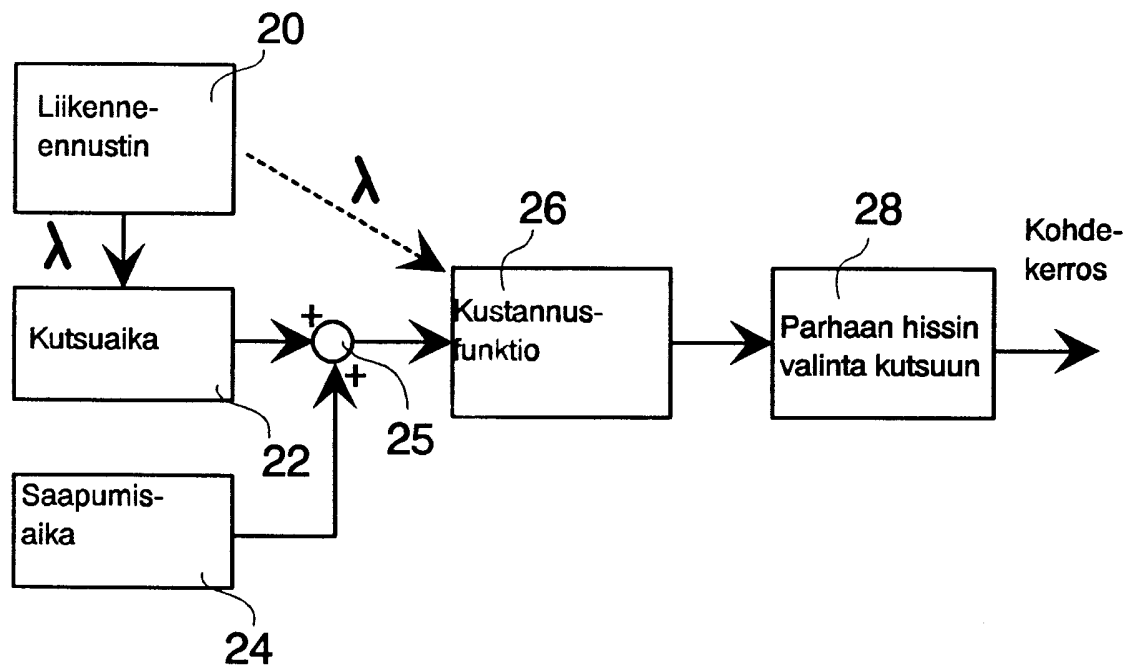 20
Liikenne-
ennustin
λ
λ
26
28
Kohde-
kerros
Kutsuaika
+
+
Kustannus-
funktio
Parhaan hissin
valinta kutsuun
22
25
Saapumis-
aika
24